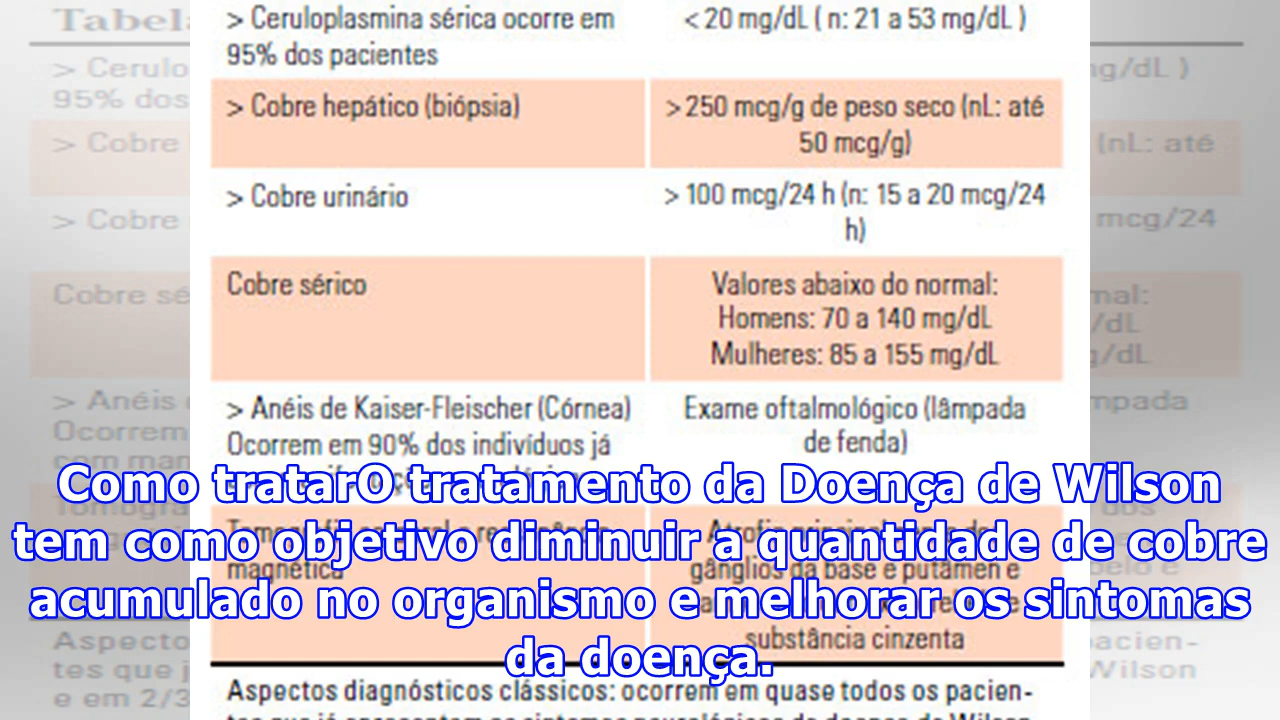 > Ceruloplasmina sérica ocorre em
95% dos pacientes
< 20 mg/dL ( n: 21 a 53 mg/dL )
> Cobre hepático (biópsia)
> 250 mcg/g de peso seco (nL: até
50 mcg/g)
> Cobre urinário
> 100 mcg/24 h (n: 15 a 20 mcg/24
h)
Cobre sérico
Valores abaixo do normal:
Homens: 70 a 140 mg/dL
Mulheres: 85 a 155 mg/dL
> Anéis de Kaiser-Fleischer (Córnea)
Ocorrem em 90% dos indivíduos já
Exame oftalmológico (lâmpada
de fenda)
magnética
gânglios da base e putâmen e
substância cinzenta
Como tratarO tratamento da Doença de Wilson
tem como objetivo diminuir a quantidade de cobre
acumulado no organismo e melhorar os sintomas
da doença.
Aspectos diagnósticos clássicos: ocorrem em quase todos os pacien-